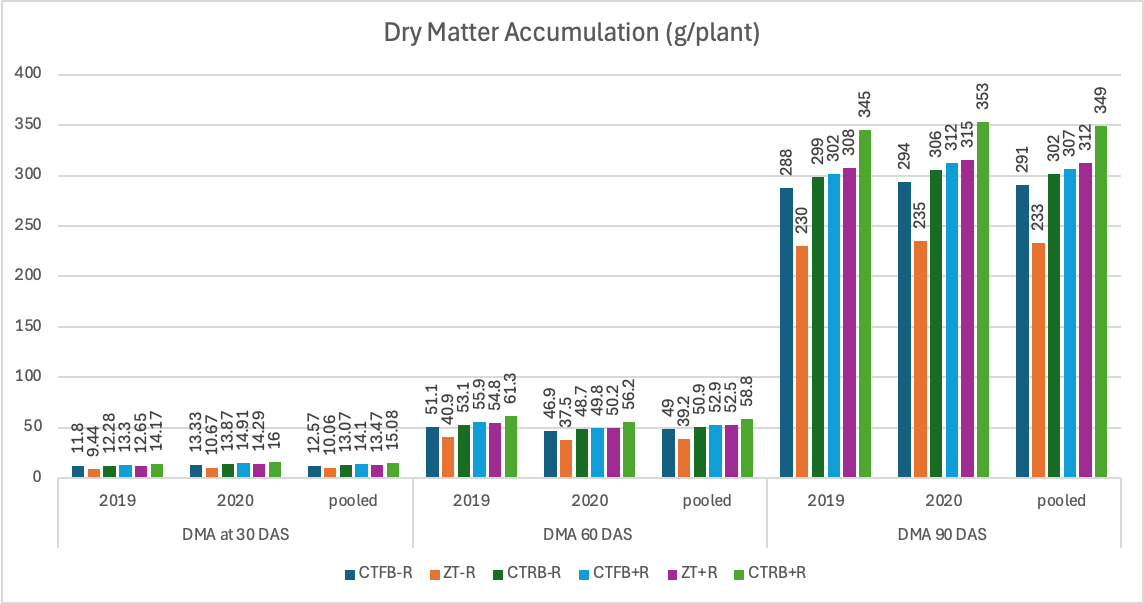 Dry Matter Accumulation (g/plant)
400
350
300
250
200
150
100
50
0
11.8 9.44 12.28 13.3 12.65 14.17
13.33 10.67 13.87 14.91 14.29 16
12.57 10.06 13.07 14.1 13.47 15.08
51.1 40.9 53.1 55.9 54.8 61.3
46.9 37.5 48.7 49.8 50.2 56.2
49 39.2 50.9 52.9 52.5 58.8
288 230 299 302 308 345
294 235 306 312 315 353
291 233 302 307 312 349
2019 2020 pooled 2019 2020 pooled 2019 2020 pooled
DMA at 30 DAS DMA 60 DAS DMA 90 DAS
CTFB-R ZT-R CTRB-R CTFB+R ZT+R CTRB+R